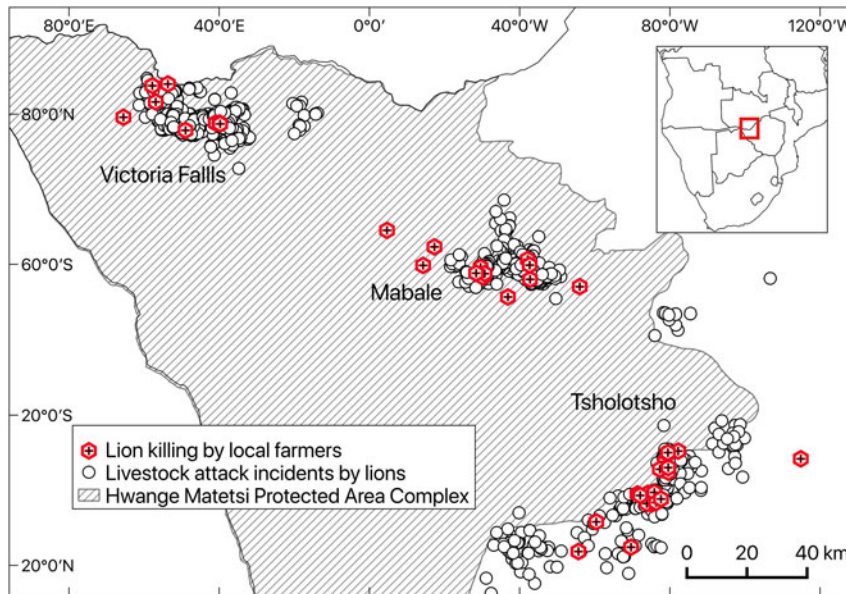 80°0'W 60°0'E 0°0' 40°0'W 80°0'W 120°W
80°0'N
Victoria Fallls
60°0'S
Mabale
20°0'S
Tsholotsho
Lion killing by local farmers
Livestock attack incidents by lions
Hwange Matetsi Protected Area Complex
20°0'N
0 20 40 km